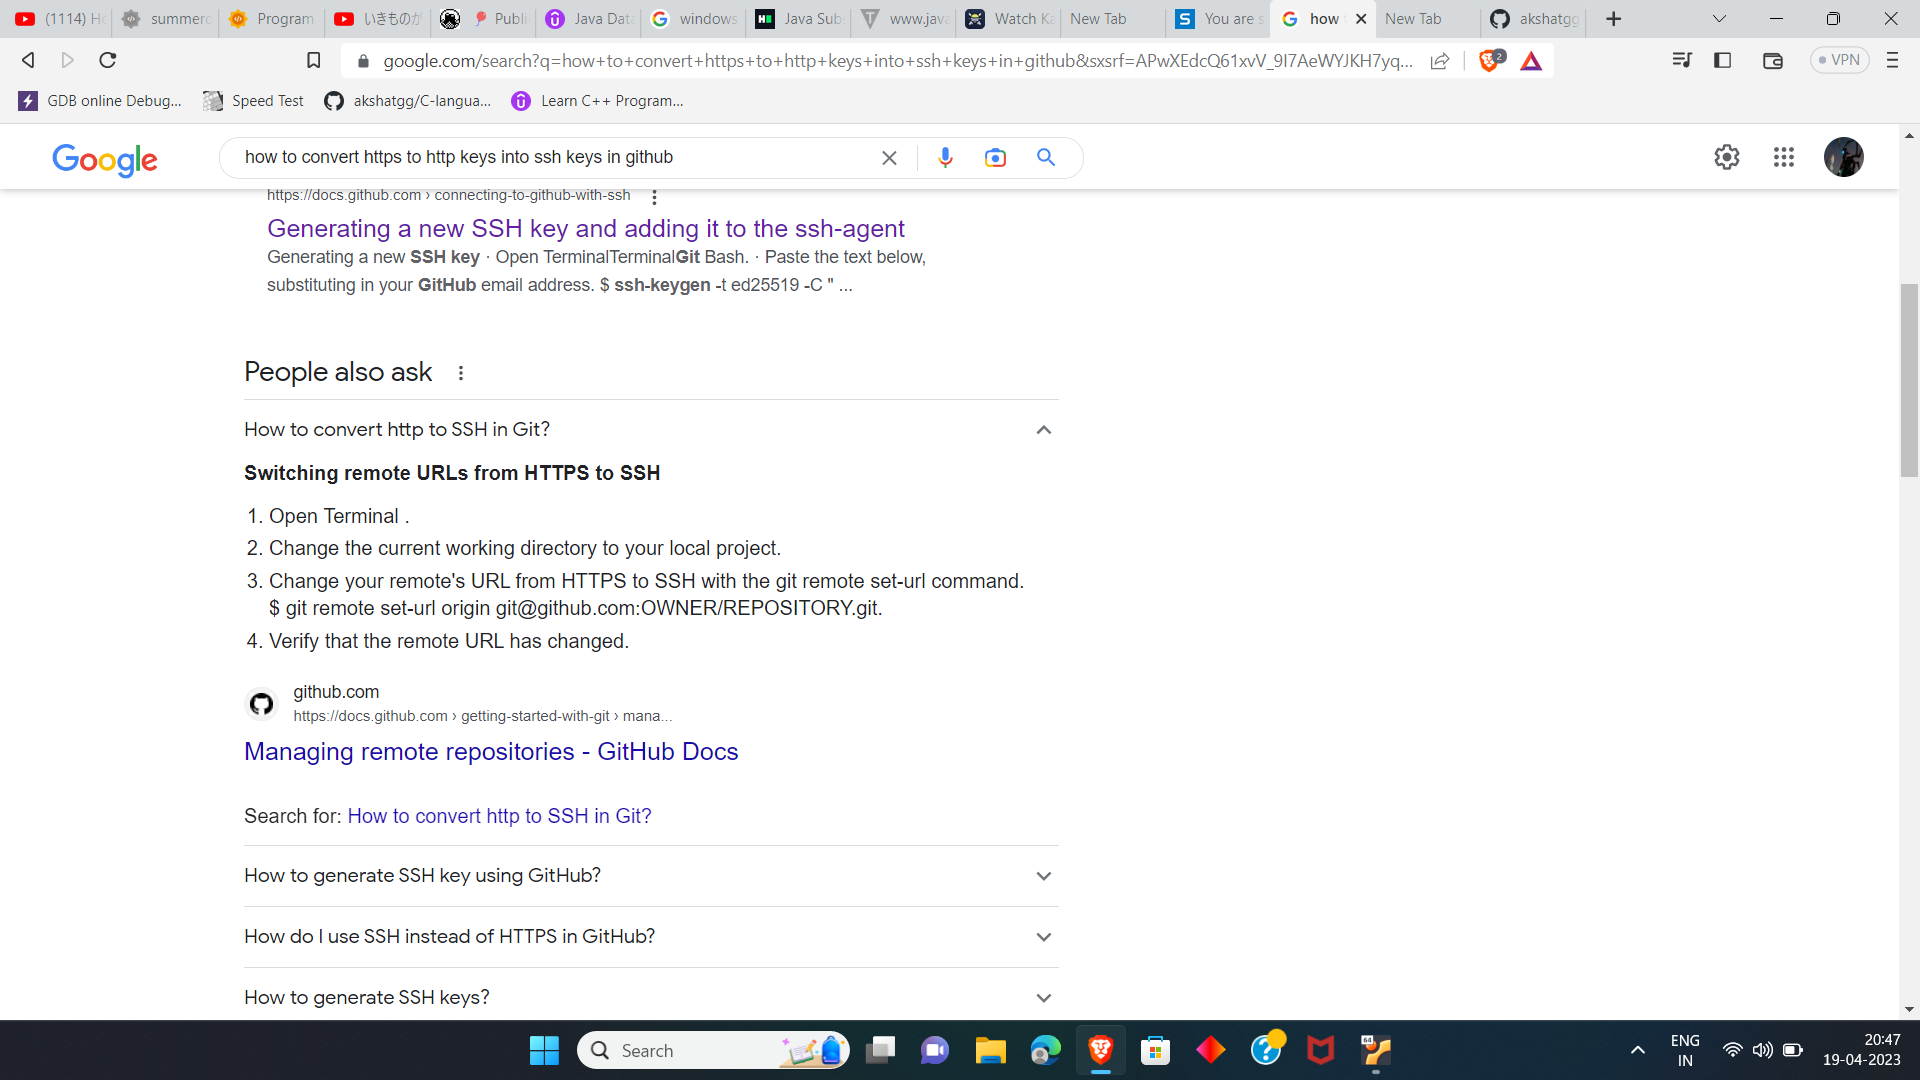 (1114) H
summerc
Program
いきものが
Publi
Java Data
windows
Java Sub
www.java
Watch Ka
New Tab
You are s
how
New Tab
akshatgg
google.com/search?q=how+to+convert+https+to+http+keys+into+ssh+keys+in+github&sxsrf=APwXEdcQ61xvV_9I7AeWYJKH7yq...
2
VPN
GDB online Debug...
Speed Test
akshatgg/C-langua...
Learn C++ Program...
Google
how to convert https to http keys into ssh keys in github
https://docs.github.com › connecting-to-github-with-ssh
Generating a new SSH key and adding it to the ssh-agent
Generating a new SSH key · Open TerminalTerminalGit Bash. · Paste the text below,
substituting in your GitHub email address. $ ssh-keygen -t ed25519 -C " ...
People also ask
How to convert http to SSH in Git?
Switching remote URLs from HTTPS to SSH
1. Open Terminal .
2. Change the current working directory to your local project.
3. Change your remote's URL from HTTPS to SSH with the git remote set-url command.
$ git remote set-url origin git@github.com:OWNER/REPOSITORY.git.
4. Verify that the remote URL has changed.
github.com
https://docs.github.com › getting-started-with-git › mana...
Managing remote repositories - GitHub Docs
Search for: How to convert http to SSH in Git?
How to generate SSH key using GitHub?
How do I use SSH instead of HTTPS in GitHub?
How to generate SSH keys?
Search
64
ENG
IN
20:47
19-04-2023